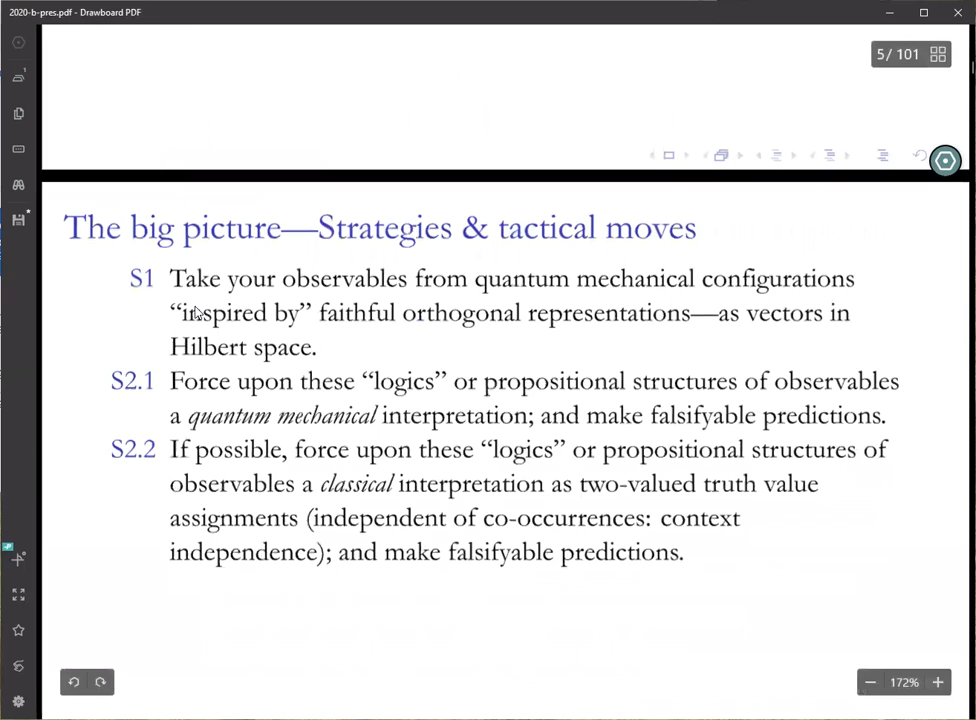 2020-b-pres.pdf - Drawboard PDF
5 / 101
The big picture—Strategies & tactical moves
S1 Take your observables from quantum mechanical configurations
“inspired by” faithful orthogonal representations—as vectors in
Hilbert space.
S2.1 Force upon these “logics” or propositional structures of observables
a quantum mechanical interpretation; and make falsifyable predictions.
S2.2 If possible, force upon these “logics” or propositional structures of
observables a classical interpretation as two-valued truth value
assignments (independent of co-occurrences: context
independence); and make falsifyable predictions.
172%